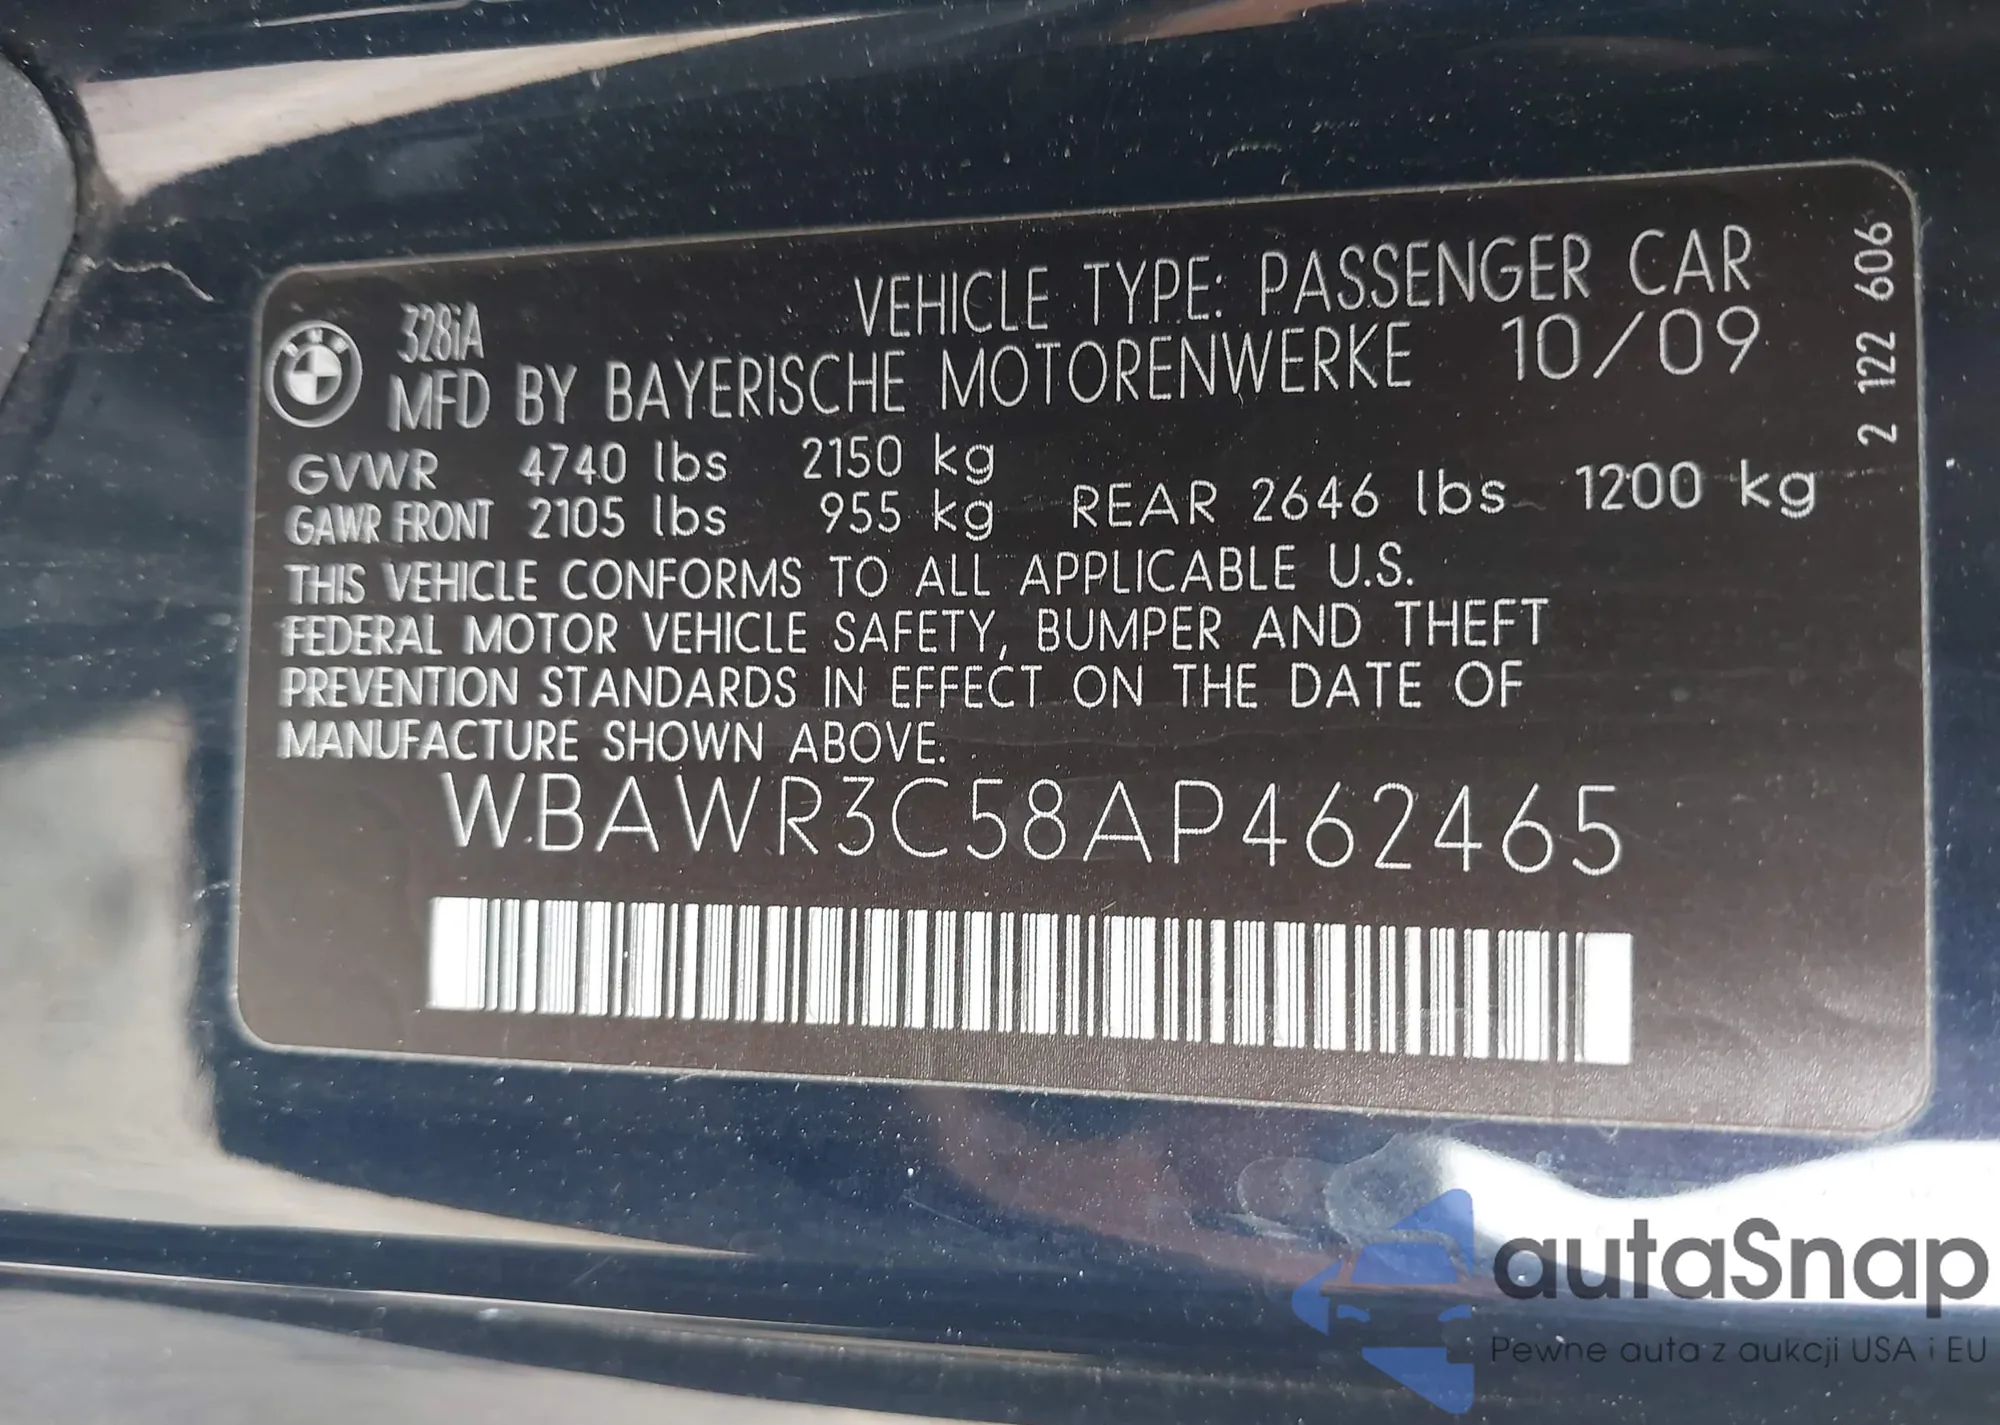 VEHICLE TYPE: PASSENGER CAR
328iA
MFD BY BAYERISCHE MOTORENWERKE 10/09
GVWR 4740 lbs 2150 kg
GAWR FRONT 2105 lbs 955 kg REAR 2646 lbs 1200 kg
THIS VEHICLE CONFORMS TO ALL APPLICABLE U.S.
FEDERAL MOTOR VEHICLE SAFETY, BUMPER AND THEFT
PREVENTION STANDARDS IN EFFECT ON THE DATE OF
MANUFACTURE SHOWN ABOVE.
WBAWR3C58AP462465
2 122 606
autaSnap
Pewne auta z aukcji USA i EU